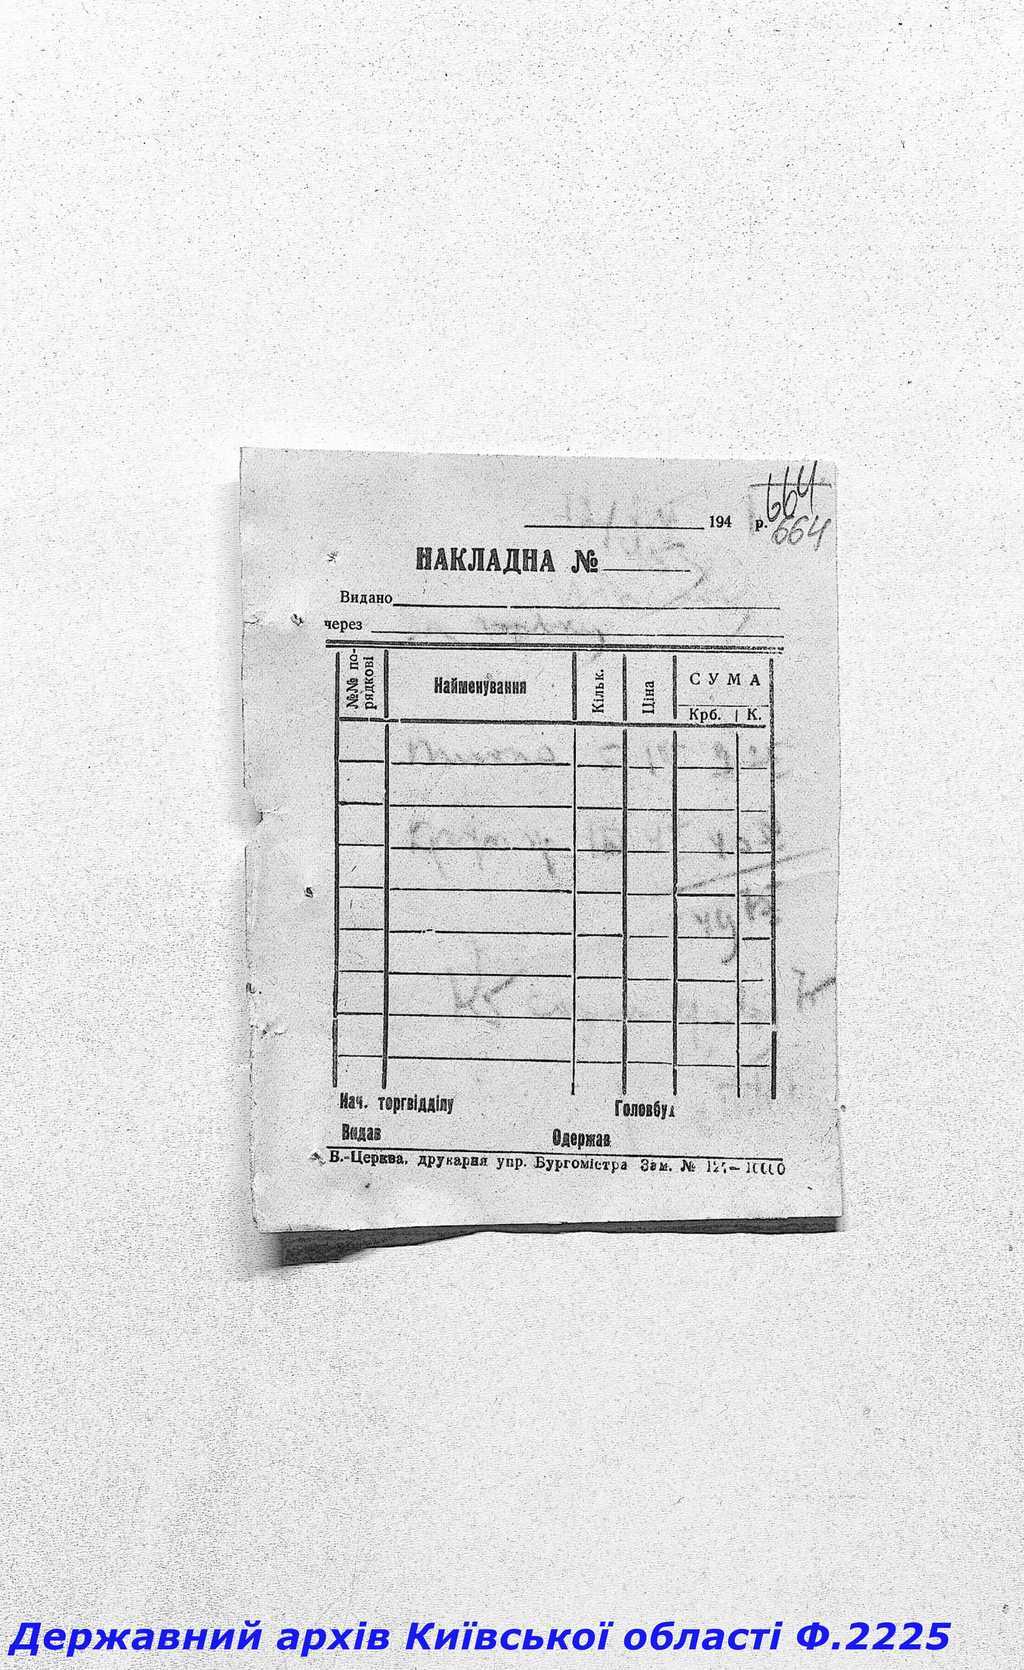 664
194 р.
664
НАКЛАДНА №
Видано
через
№№ порядкові
Найменування
Кільк.
Ціна
СУМА
Крб. К.
Нач. торгвідділу Головбух
Видав Одержав
Б.-Церква, друкарня упр. Бургомістра Зам. №
Державний архів Київської області Ф.2225